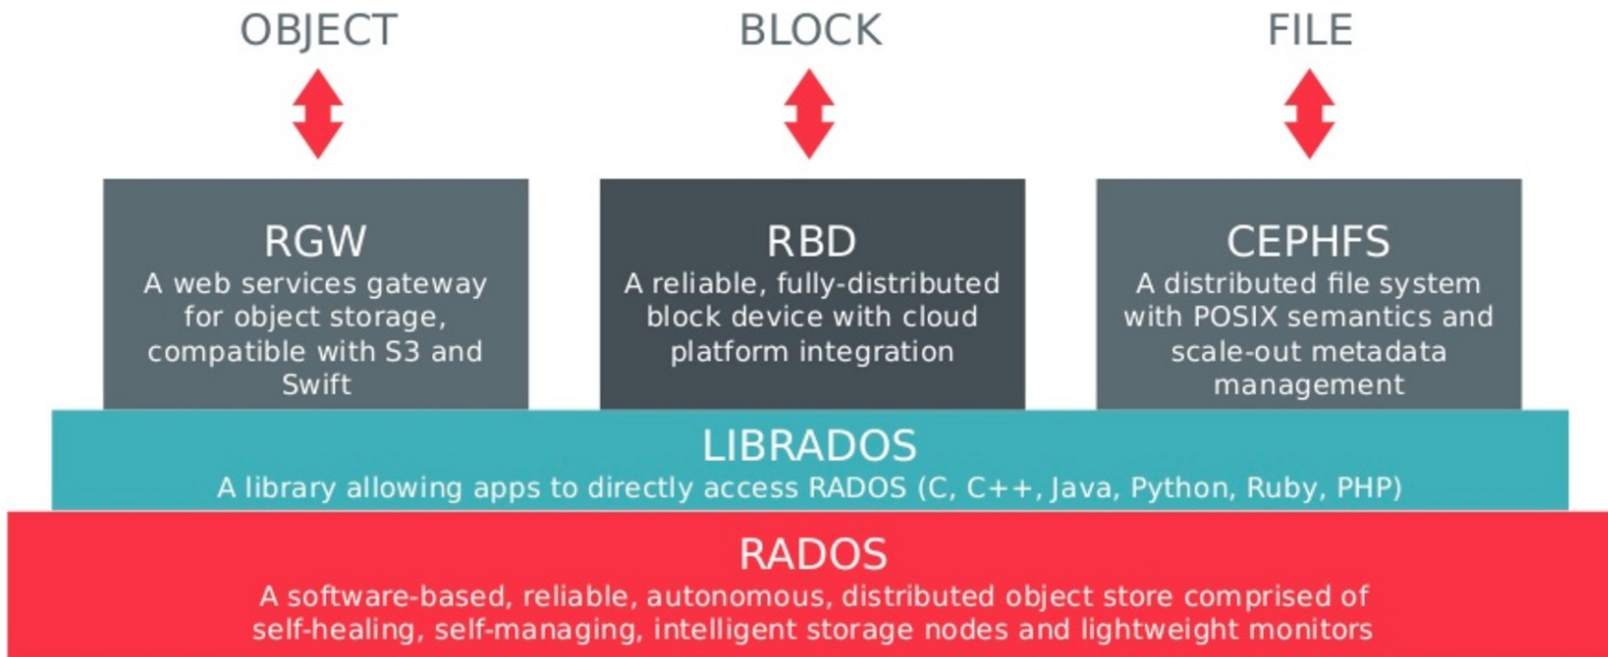 OBJECT
BLOCK
FILE
RGW
A web services gateway
for object storage,
compatible with S3 and
Swift
RBD
A reliable, fully-distributed
block device with cloud
platform integration
CEPHFS
A distributed file system
with POSIX semantics and
scale-out metadata
management
LIBRADOS
A library allowing apps to directly access RADOS (C, C++, Java, Python, Ruby, PHP)
RADOS
A software-based, reliable, autonomous, distributed object store comprised of
self-healing, self-managing, intelligent storage nodes and lightweight monitors